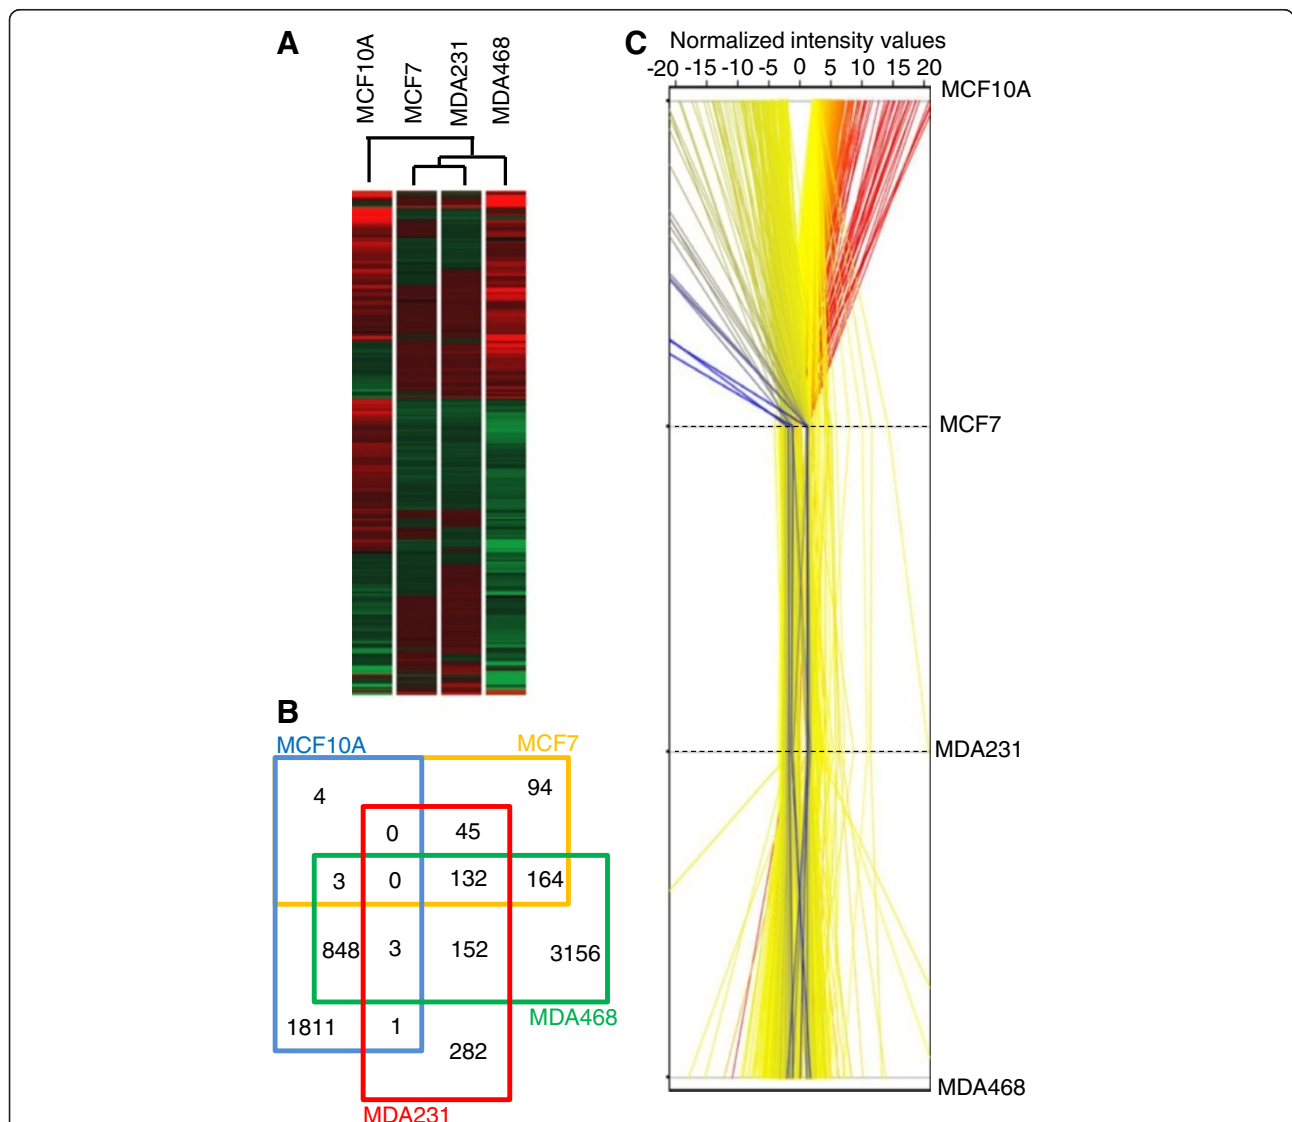 A
MCF10A
MCF7
MDA231
MDA468
B
MCF10A
MCF7
4
94
0
45
3
0
132
164
848
3
152
3156
MDA468
1811
1
282
MDA231
C
Normalized intensity values
-20 -15 -10 -5 0 5 10 15 20
MCF10A
MCF7
MDA231
MDA468